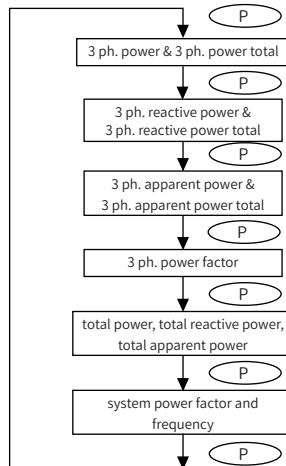 P
3 ph. power & 3 ph. power total
P
3 ph. reactive power &
3 ph. reactive power total
P
3 ph. apparent power &
3 ph. apparent power total
P
3 ph. power factor
P
total power, total reactive power,
total apparent power
P
system power factor and
frequency
P